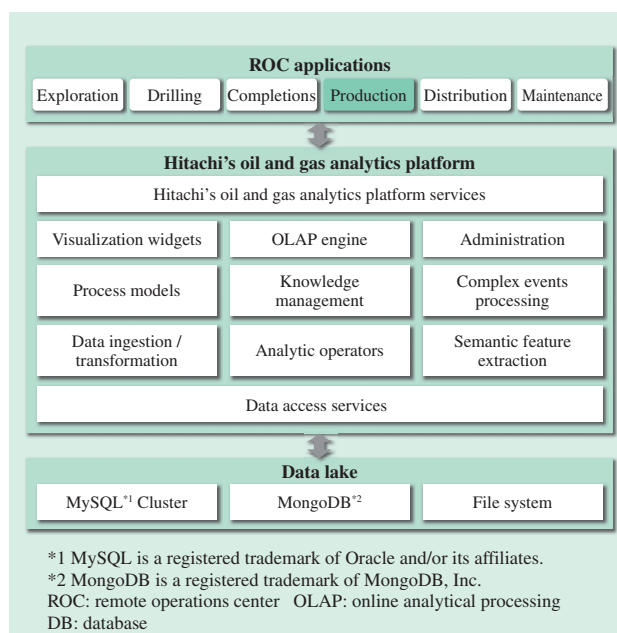 ROC applications
Exploration Drilling Completions Production Distribution Maintenance
Hitachi's oil and gas analytics platform
Hitachi's oil and gas analytics platform services
Visualization widgets OLAP engine Administration
Process models Knowledge management Complex events processing
Data ingestion / transformation Analytic operators Semantic feature extraction
Data access services
Data lake
MySQL*1 Cluster MongoDB*2 File system
*1 MySQL is a registered trademark of Oracle and/or its affiliates.
*2 MongoDB is a registered trademark of MongoDB, Inc.
ROC: remote operations center OLAP: online analytical processing
DB: database